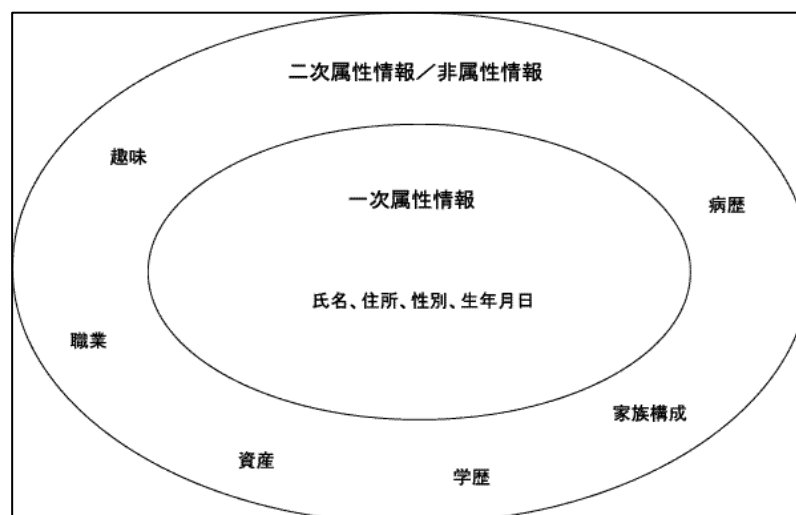 二次属性情報／非属性情報
趣味
一次属性情報
病歴
氏名、住所、性別、生年月日
職業
家族構成
資産
学歴